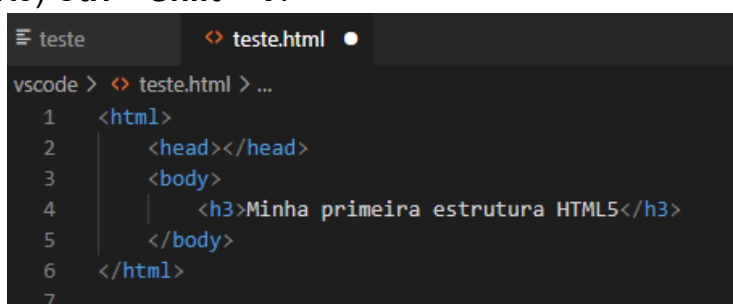 teste teste.html
vscode > teste.html > ...
1 <html>
2 <head></head>
3 <body>
4 <h3>Minha primeira estrutura HTML5</h3>
5 </body>
6 </html>
7